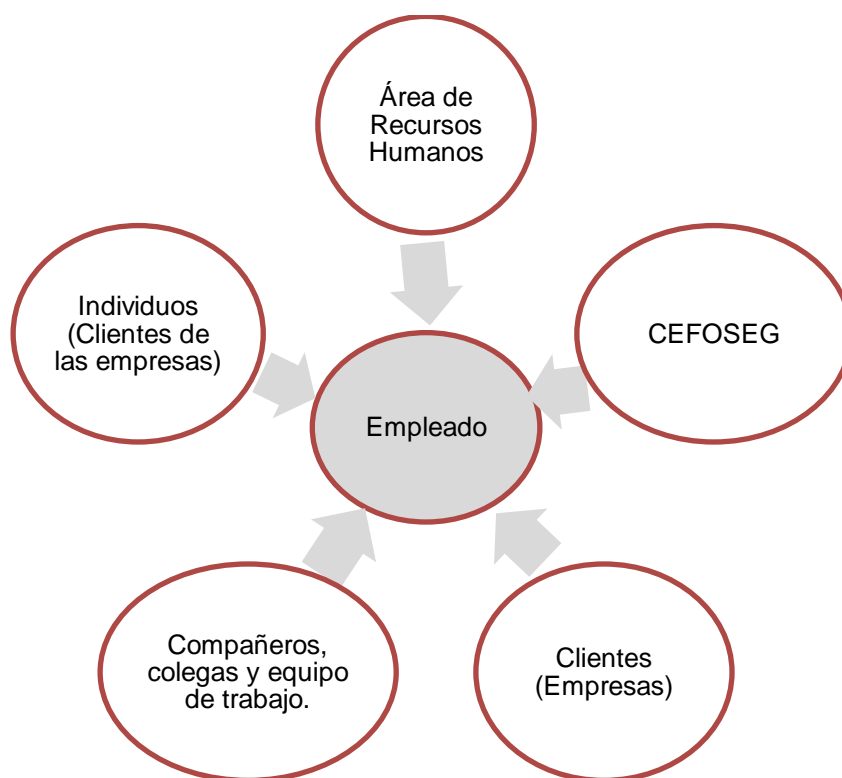 Área de
Recursos
Humanos
Individuos
(Clientes de
las empresas)
CEFOSEG
Empleado
Compañeros,
colegas y equipo
de trabajo.
Clientes
(Empresas)